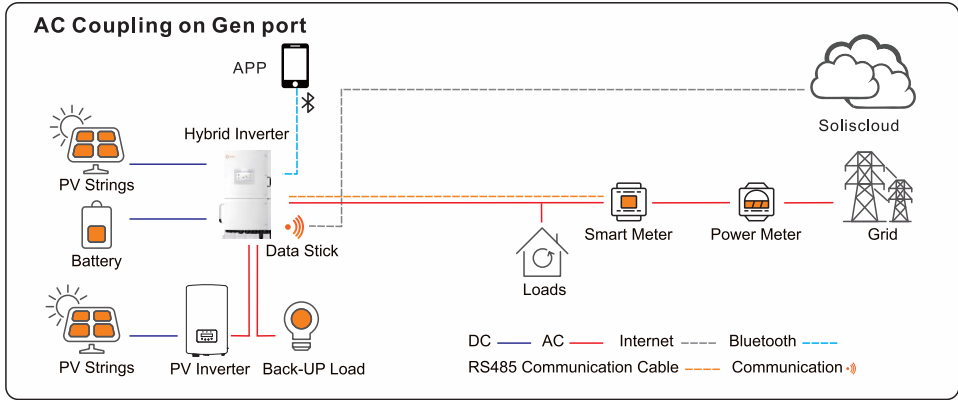 AC Coupling on Gen port
APP
Soliscloud
Hybrid Inverter
PV Strings
Battery
Data Stick
Smart Meter
Power Meter
Grid
Loads
PV Strings
PV Inverter
Back-UP Load
DC
AC
Internet
Bluetooth
RS485 Communication Cable
Communication